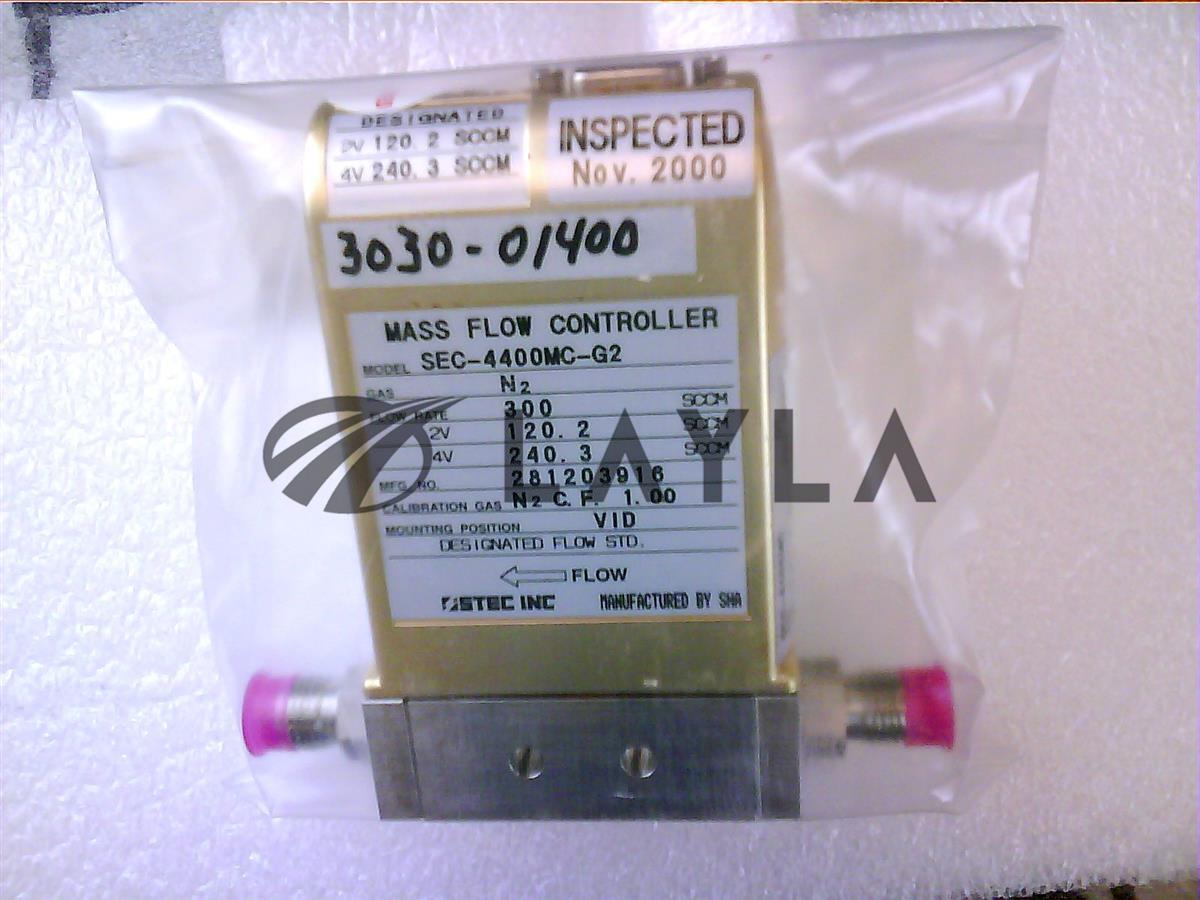 DESIGNATED
2V 120.2 SCCM
4V 240.3 SCCM
INSPECTED
Nov. 2000
3030-01400
MASS FLOW CONTROLLER
MODEL SEC-4400MC-G2
GAS N2
FLOW RATE 300 SCCM
2V 120.2 SCCM
4V 240.3 SCCM
MFG NO. 281203916
CALIBRATION GAS N2 C.F. 1.00
MOUNTING POSITION VID
DESIGNATED FLOW STD.
FLOW
STEC INC MANUFACTURED BY SHA
LAYLA